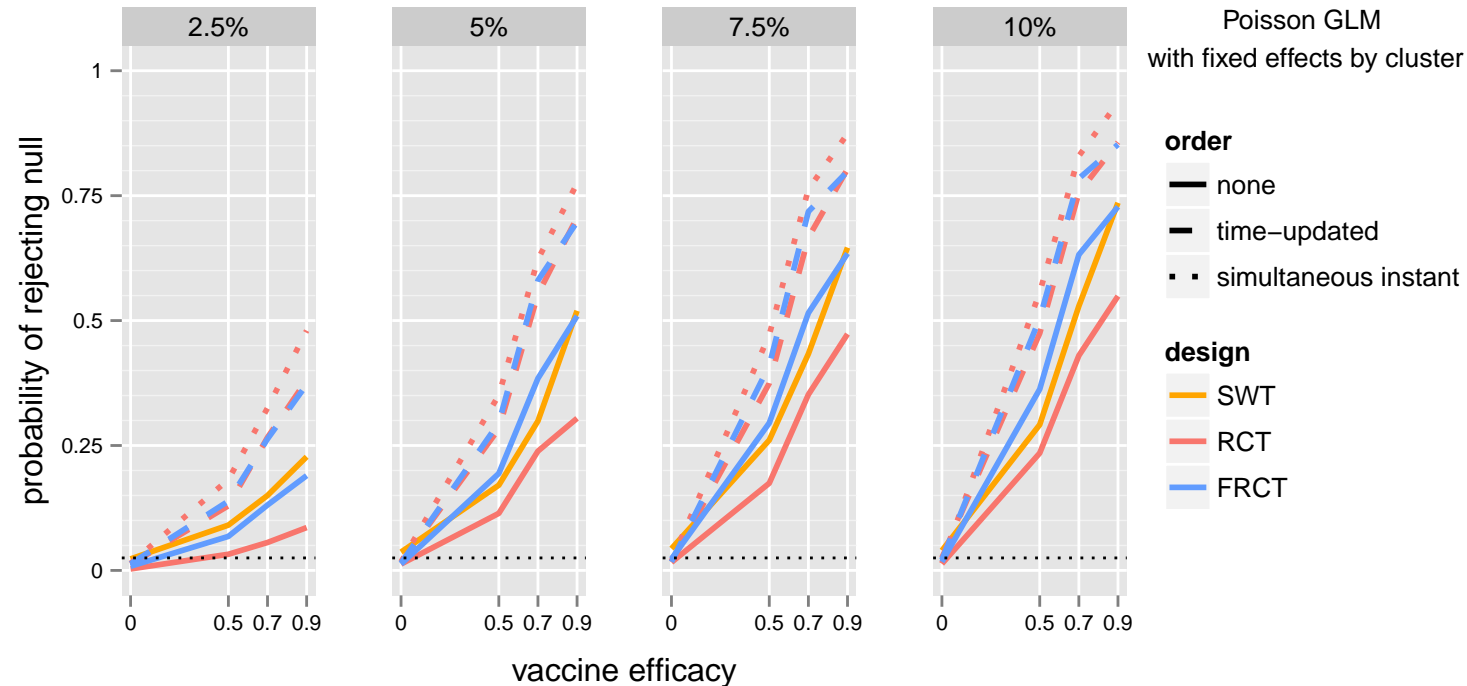 2.5%
5%
7.5%
10%
Poisson GLM
with fixed effects by cluster
probability of rejecting null
1
0.75
0.5
0.25
0
0 0.5 0.7 0.9
0 0.5 0.7 0.9
0 0.5 0.7 0.9
0 0.5 0.7 0.9
vaccine efficacy
order
none
time−updated
simultaneous instant
design
SWT
RCT
FRCT